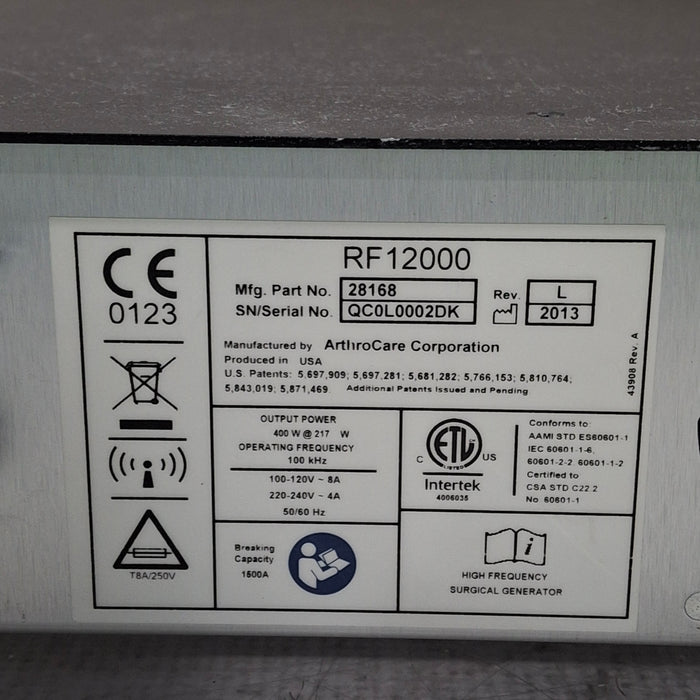 CE
0123
T8A/250V
RF12000
Mfg. Part No. 28168
Rev. L
SN/Serial No. QC0L0002DK
2013
Manufactured by ArthroCare Corporation
Produced in USA
U.S. Patents: 5,697,909; 5,697,281; 5,681,282; 5,766,153; 5,810,764;
5,843,019; 5,871,469. Additional Patents Issued and Pending
43908 Rev. A
OUTPUT POWER
400 W @ 217 W
OPERATING FREQUENCY
100 kHz
100-120V ~ 8A
220-240V ~ 4A
50/60 Hz
Breaking
Capacity
1500A
C ETL US
LISTED
Intertek
4006035
Conforms to:
AAMI STD ES60601-1
IEC 60601-1-6,
60601-2-2 60601-1-2
Certified to
CSA STD C22.2
No. 60601-1
i
HIGH FREQUENCY
SURGICAL GENERATOR